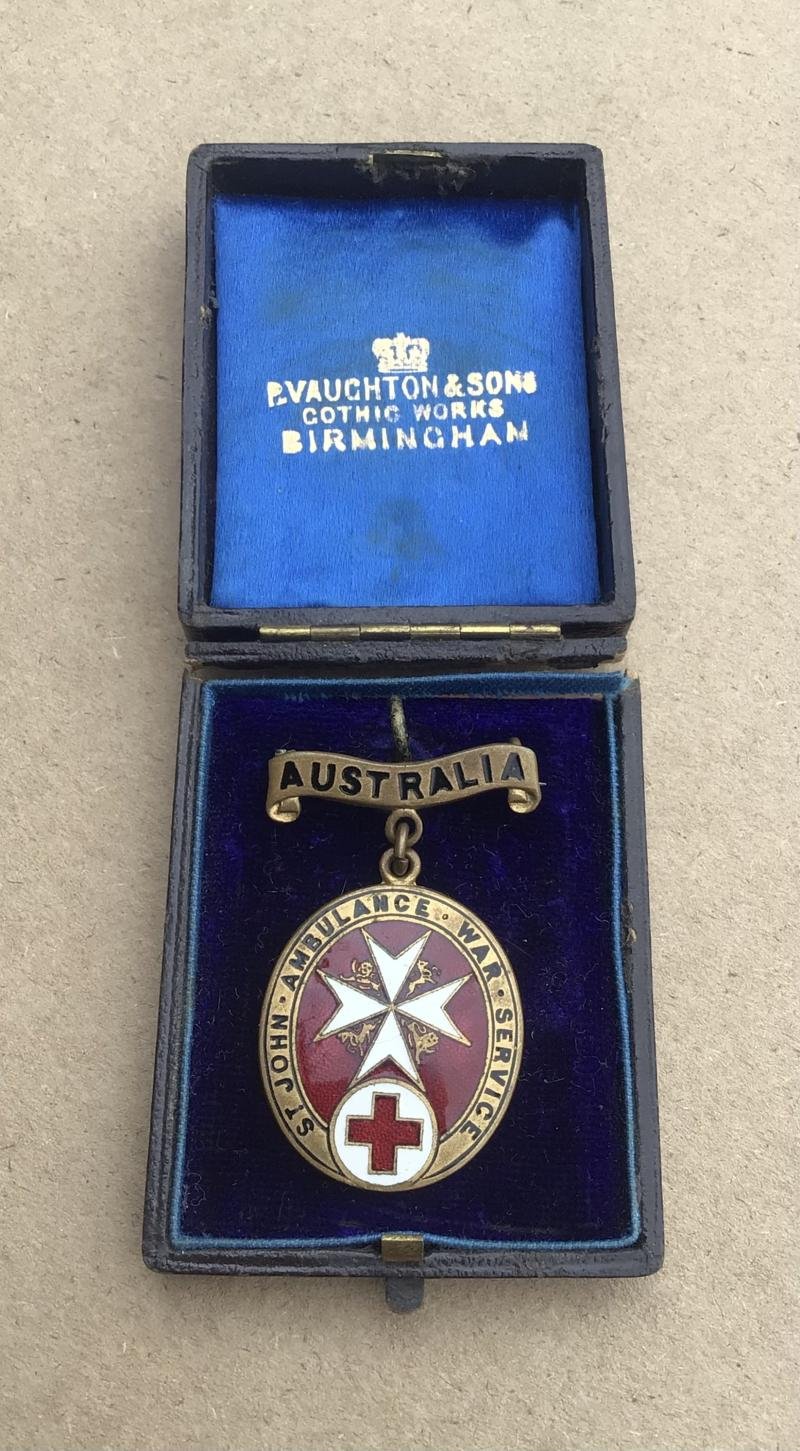 P. VAUGHTON & SONS
GOTHIC WORKS
BIRMINGHAM
AUSTRALIA
ST JOHN · AMBULANCE · WAR · SERVICE